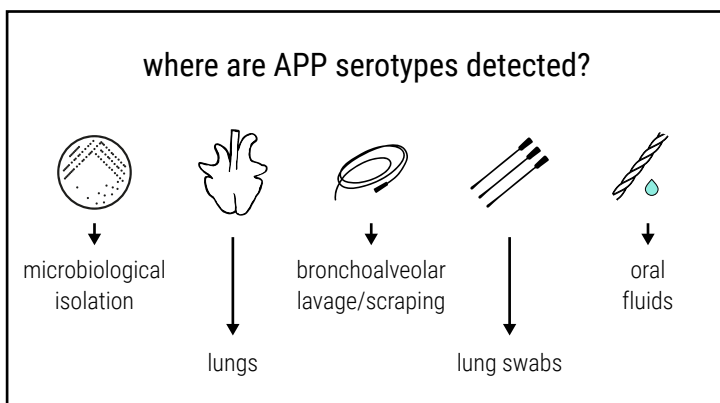 where are APP serotypes detected?
microbiological
isolation
lungs
bronchoalveolar
lavage/scraping
lung swabs
oral
fluids